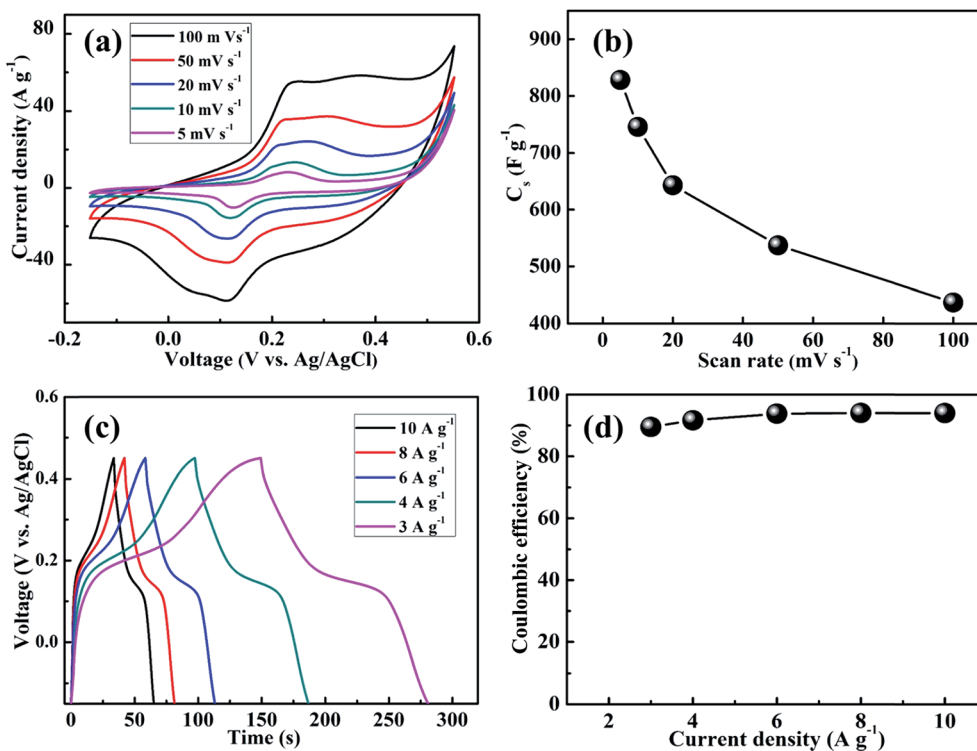 (a)
100 m Vs⁻¹
50 mV s⁻¹
20 mV s⁻¹
10 mV s⁻¹
5 mV s⁻¹
Current density (A g⁻¹)
80
40
0
-40
-0.2 0.0 0.2 0.4 0.6
Voltage (V vs. Ag/AgCl)
(b)
Cₛ (F g⁻¹)
900
800
700
600
500
400
0 20 40 60 80 100
Scan rate (mV s⁻¹)
(c)
10 A g⁻¹
8 A g⁻¹
6 A g⁻¹
4 A g⁻¹
3 A g⁻¹
Voltage (V vs. Ag/AgCl)
0.6
0.4
0.2
0.0
0 50 100 150 200 250 300
Time (s)
(d)
Coulombic efficiency (%)
100
80
60
40
20
0
2 4 6 8 10
Current density (A g⁻¹)